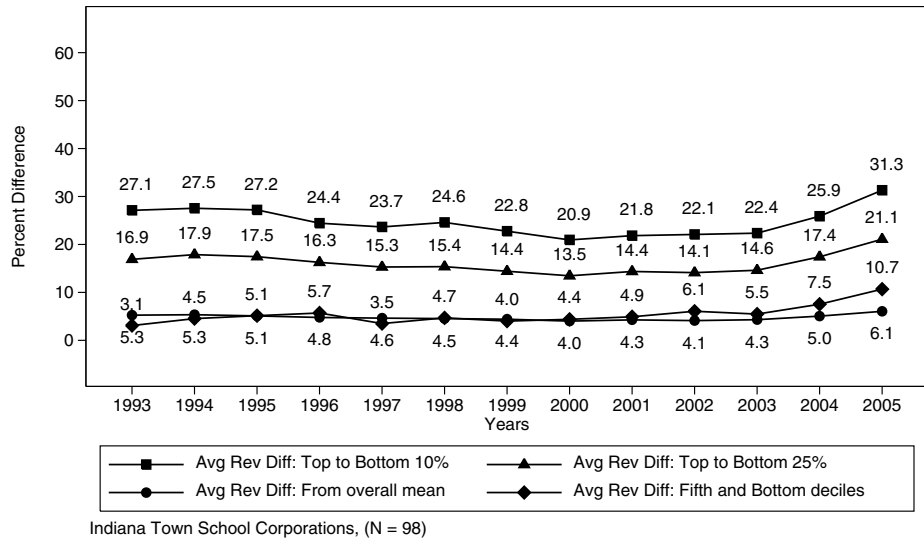 Percent Difference
60
50
40
30
20
10
0
27.1 27.5 27.2 24.4 23.7 24.6 22.8 20.9 21.8 22.1 22.4 25.9 31.3
16.9 17.9 17.5 16.3 15.3 15.4 14.4 13.5 14.4 14.1 14.6 17.4 21.1
3.1 4.5 5.1 5.7 3.5 4.7 4.0 4.4 4.9 6.1 5.5 7.5 10.7
5.3 5.3 5.1 4.8 4.6 4.5 4.4 4.0 4.3 4.1 4.3 5.0 6.1
1993 1994 1995 1996 1997 1998 1999 2000 2001 2002 2003 2004 2005
Years
Avg Rev Diff: Top to Bottom 10% Avg Rev Diff: Top to Bottom 25%
Avg Rev Diff: From overall mean Avg Rev Diff: Fifth and Bottom deciles
Indiana Town School Corporations, (N = 98)